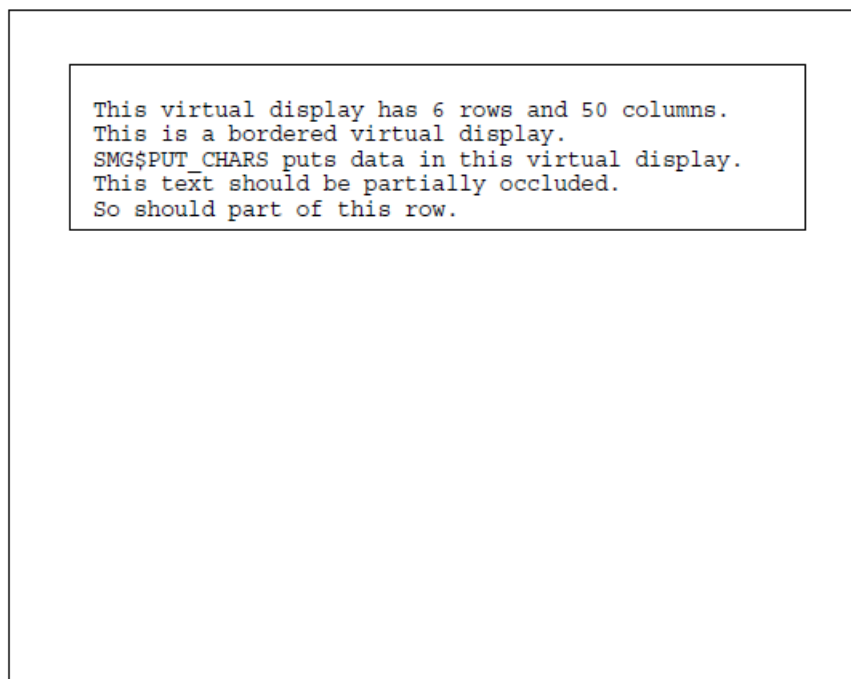 This virtual display has 6 rows and 50 columns.
This is a bordered virtual display.
SMG$PUT_CHARS puts data in this virtual display.
This text should be partially occluded.
So should part of this row.